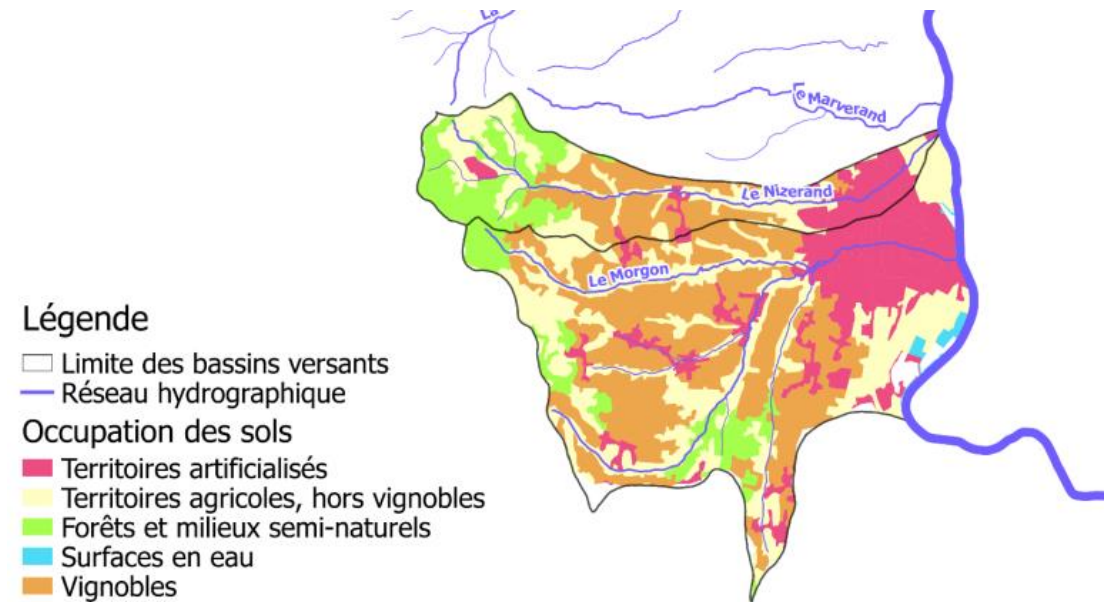 La
Le Marverand
Le Nizerand
Le Morgon
Légende
Limite des bassins versants
Réseau hydrographique
Occupation des sols
Territoires artificialisés
Territoires agricoles, hors vignobles
Forêts et milieux semi-naturels
Surfaces en eau
Vignobles